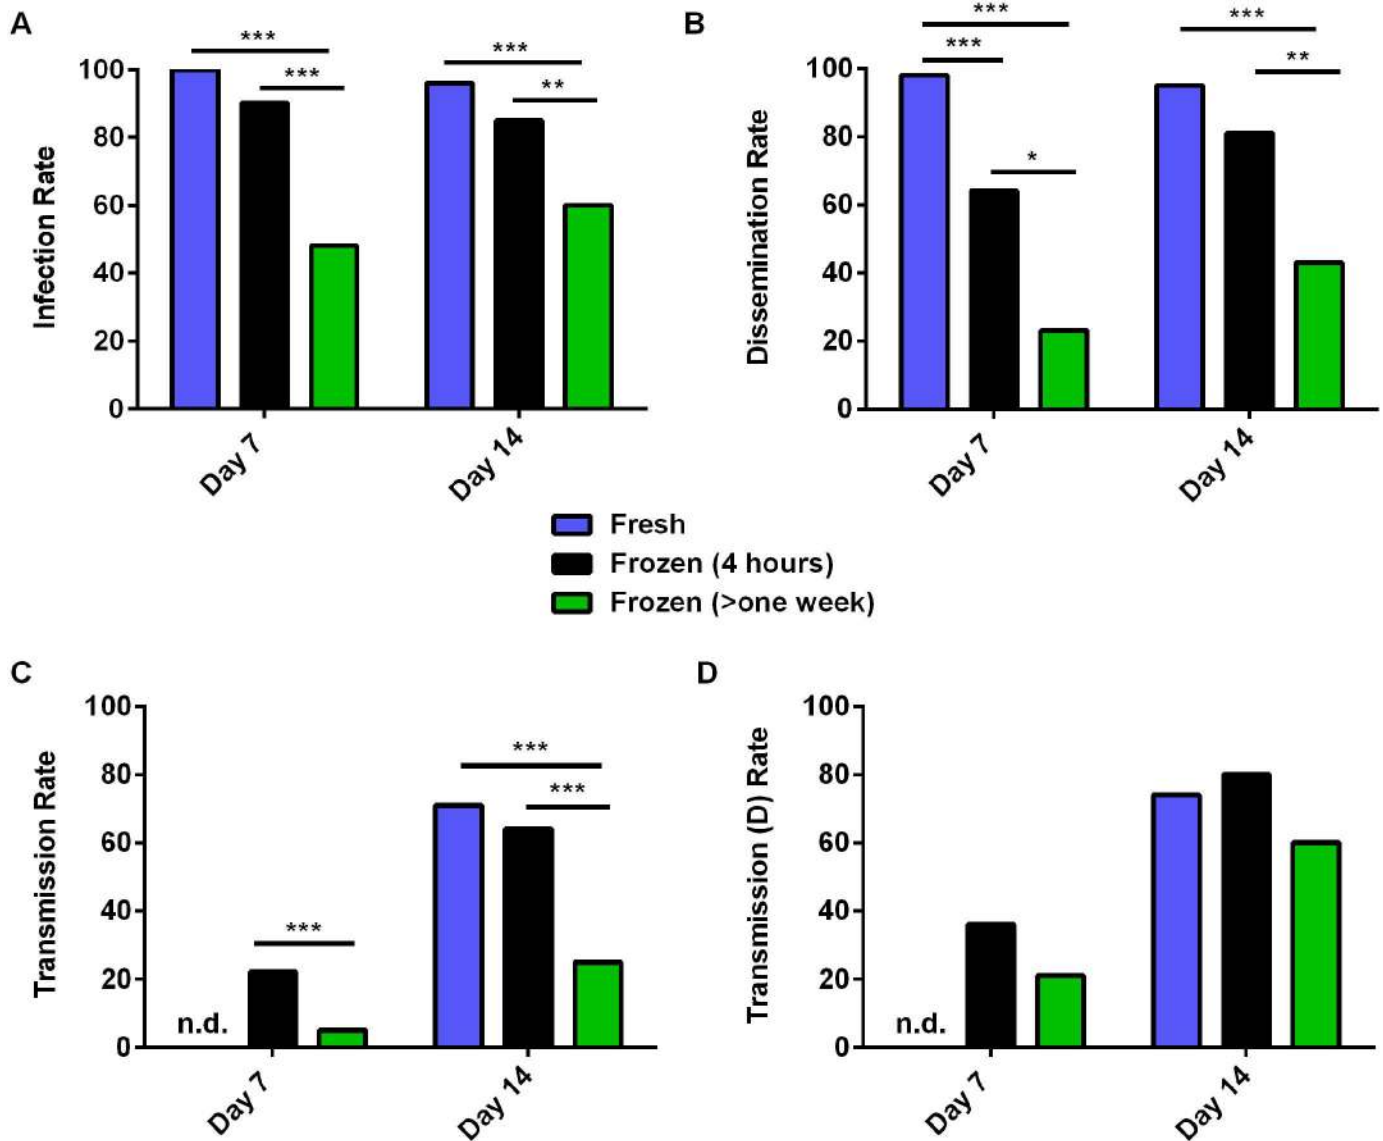 A
B
***
***
***
***
***
***
***
**
**
*
100
80
60
40
20
0
Infection Rate
Day 7
Day 14
100
80
60
40
20
0
Dissemination Rate
Day 7
Day 14
Fresh
Frozen (4 hours)
Frozen (>one week)
C
D
100
80
60
40
20
0
Transmission Rate
***
***
***
n.d.
Day 7
Day 14
100
80
60
40
20
0
Transmission (D) Rate
n.d.
Day 7
Day 14